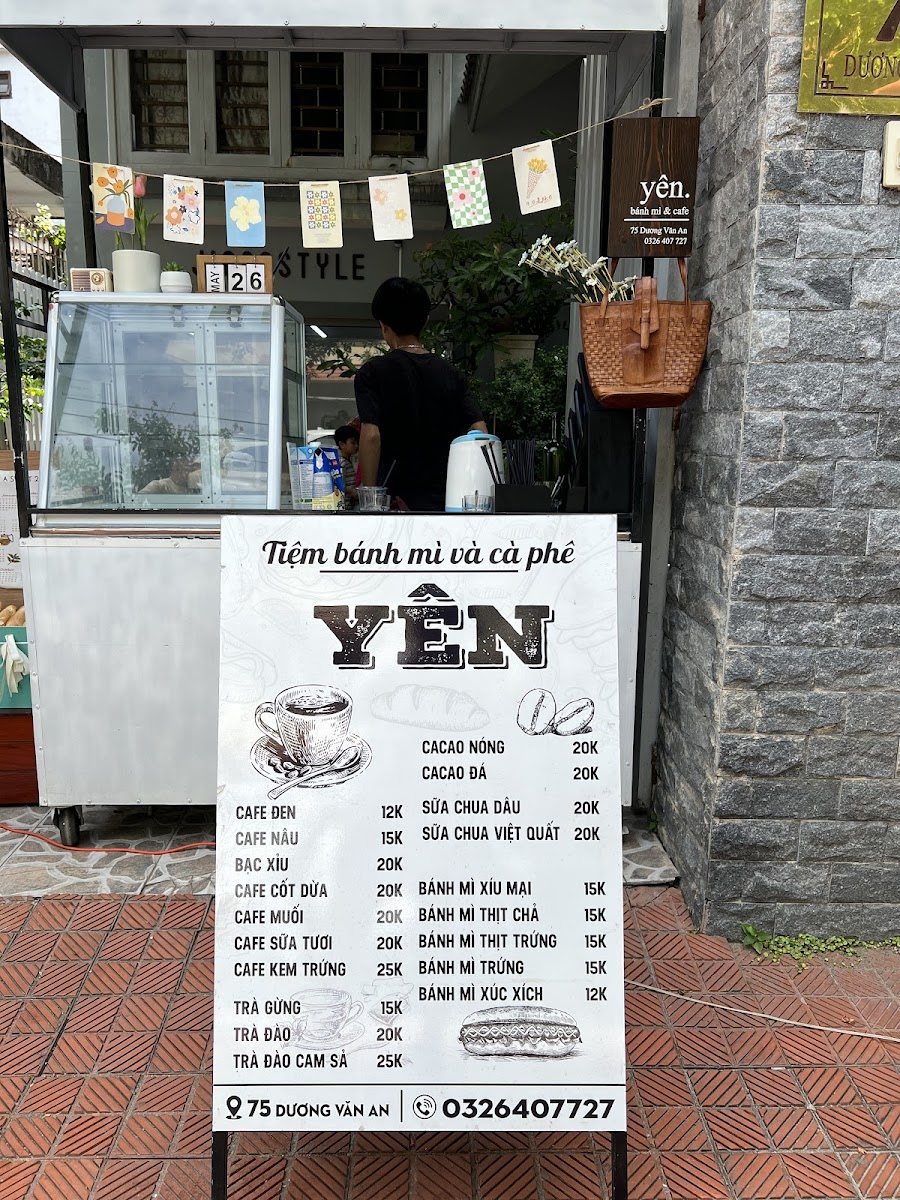 DƯƠNG
yên.
bánh mì & cafe
75 Dương Văn An
0326 407 727
STYLE
MAY 26
Tiệm bánh mì và cà phê
YÊN
CAFE ĐEN 12K
CAFE NÂU 15K
BẠC XỈU 20K
CAFE CỐT DỪA 20K
CAFE MUỐI 20K
CAFE SỮA TƯƠI 20K
CAFE KEM TRỨNG 25K
TRÀ GỪNG 15K
TRÀ ĐÀO 20K
TRÀ ĐÀO CAM SẢ 25K
CACAO NÓNG 20K
CACAO ĐÁ 20K
SỮA CHUA DÂU 20K
SỮA CHUA VIỆT QUẤT 20K
BÁNH MÌ XÍU MẠI 15K
BÁNH MÌ THỊT CHẢ 15K
BÁNH MÌ THỊT TRỨNG 15K
BÁNH MÌ TRỨNG 15K
BÁNH MÌ XÚC XÍCH 12K
75 DƯƠNG VĂN AN | 0326407727